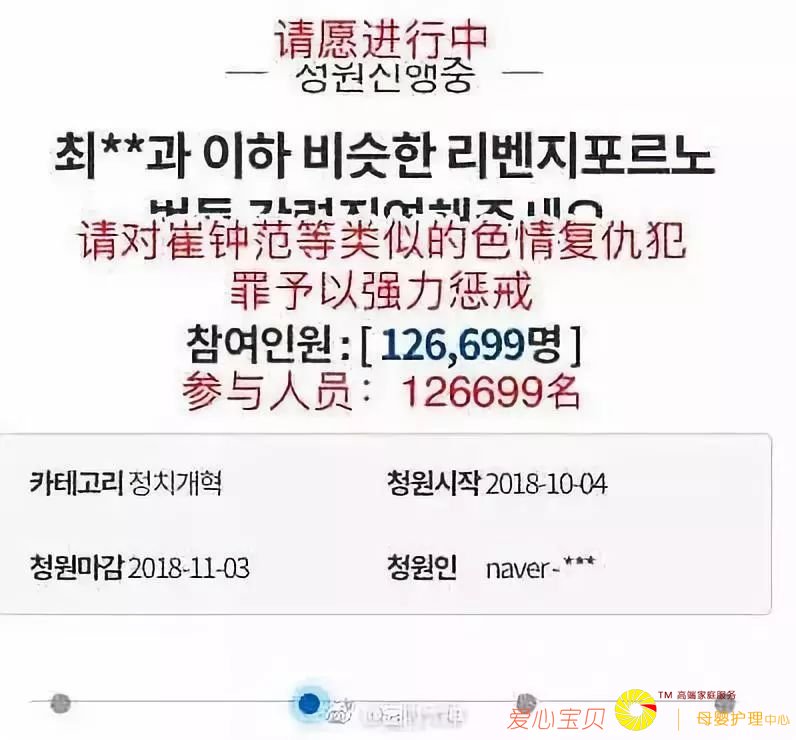 请愿进行中
최**과 이하 비슷한 리벤지포르노
请对崔钟范等类似的色情复仇犯
罪予以强力惩戒
참여인원 : [ 126,699명 ]
参与人员：126699名
카테고리 정치개혁
청원시작 2018-10-04
청원마감 2018-11-03
청원인 naver - ***
爱心宝贝
TM 高端家庭服务
母婴护理中心